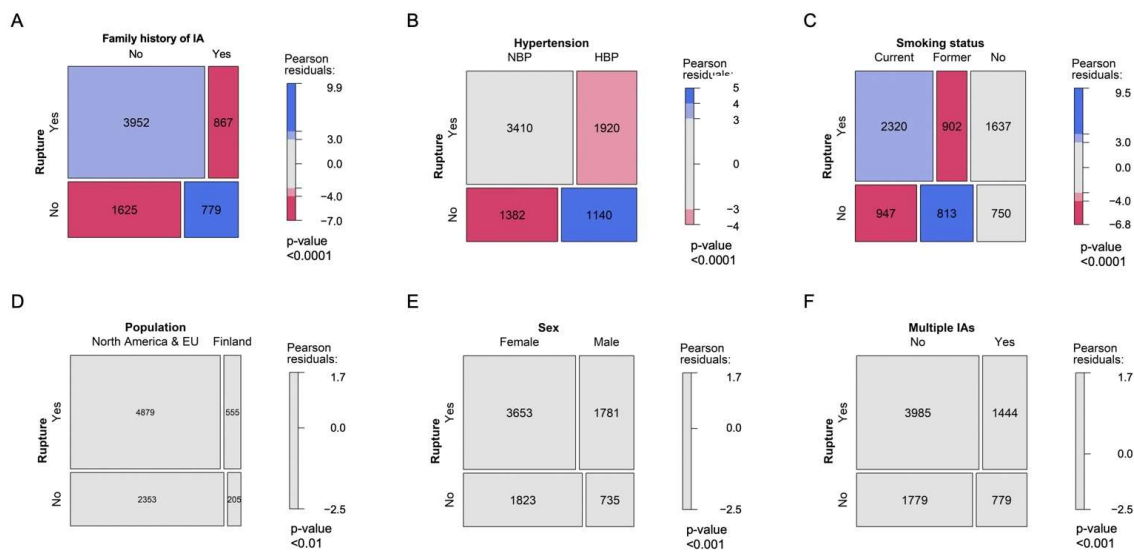 A
Family history of IA
No Yes
Rupture
Yes
No
3952 867
1625 779
Pearson
residuals:
9.9
3.0
0.0
−4.0
−7.0
p-value
<0.0001
B
Hypertension
NBP HBP
Rupture
Yes
No
3410 1920
1382 1140
Pearson
residuals:
5
4
3
0
−3
−4
p-value
<0.0001
C
Smoking status
Current Former No
Rupture
Yes
No
2320 902 1637
947 813 750
Pearson
residuals:
9.5
3.0
0.0
−4.0
−6.8
p-value
<0.0001
D
Population
North America & EU Finland
Rupture
Yes
No
4879 555
2353 205
Pearson
residuals:
1.7
0.0
−2.5
p-value
<0.01
E
Sex
Female Male
Rupture
Yes
No
3653 1781
1823 735
Pearson
residuals:
1.7
0.0
−2.5
p-value
<0.001
F
Multiple IAs
No Yes
Rupture
Yes
No
3985 1444
1779 779
Pearson
residuals:
1.7
0.0
−2.5
p-value
<0.001